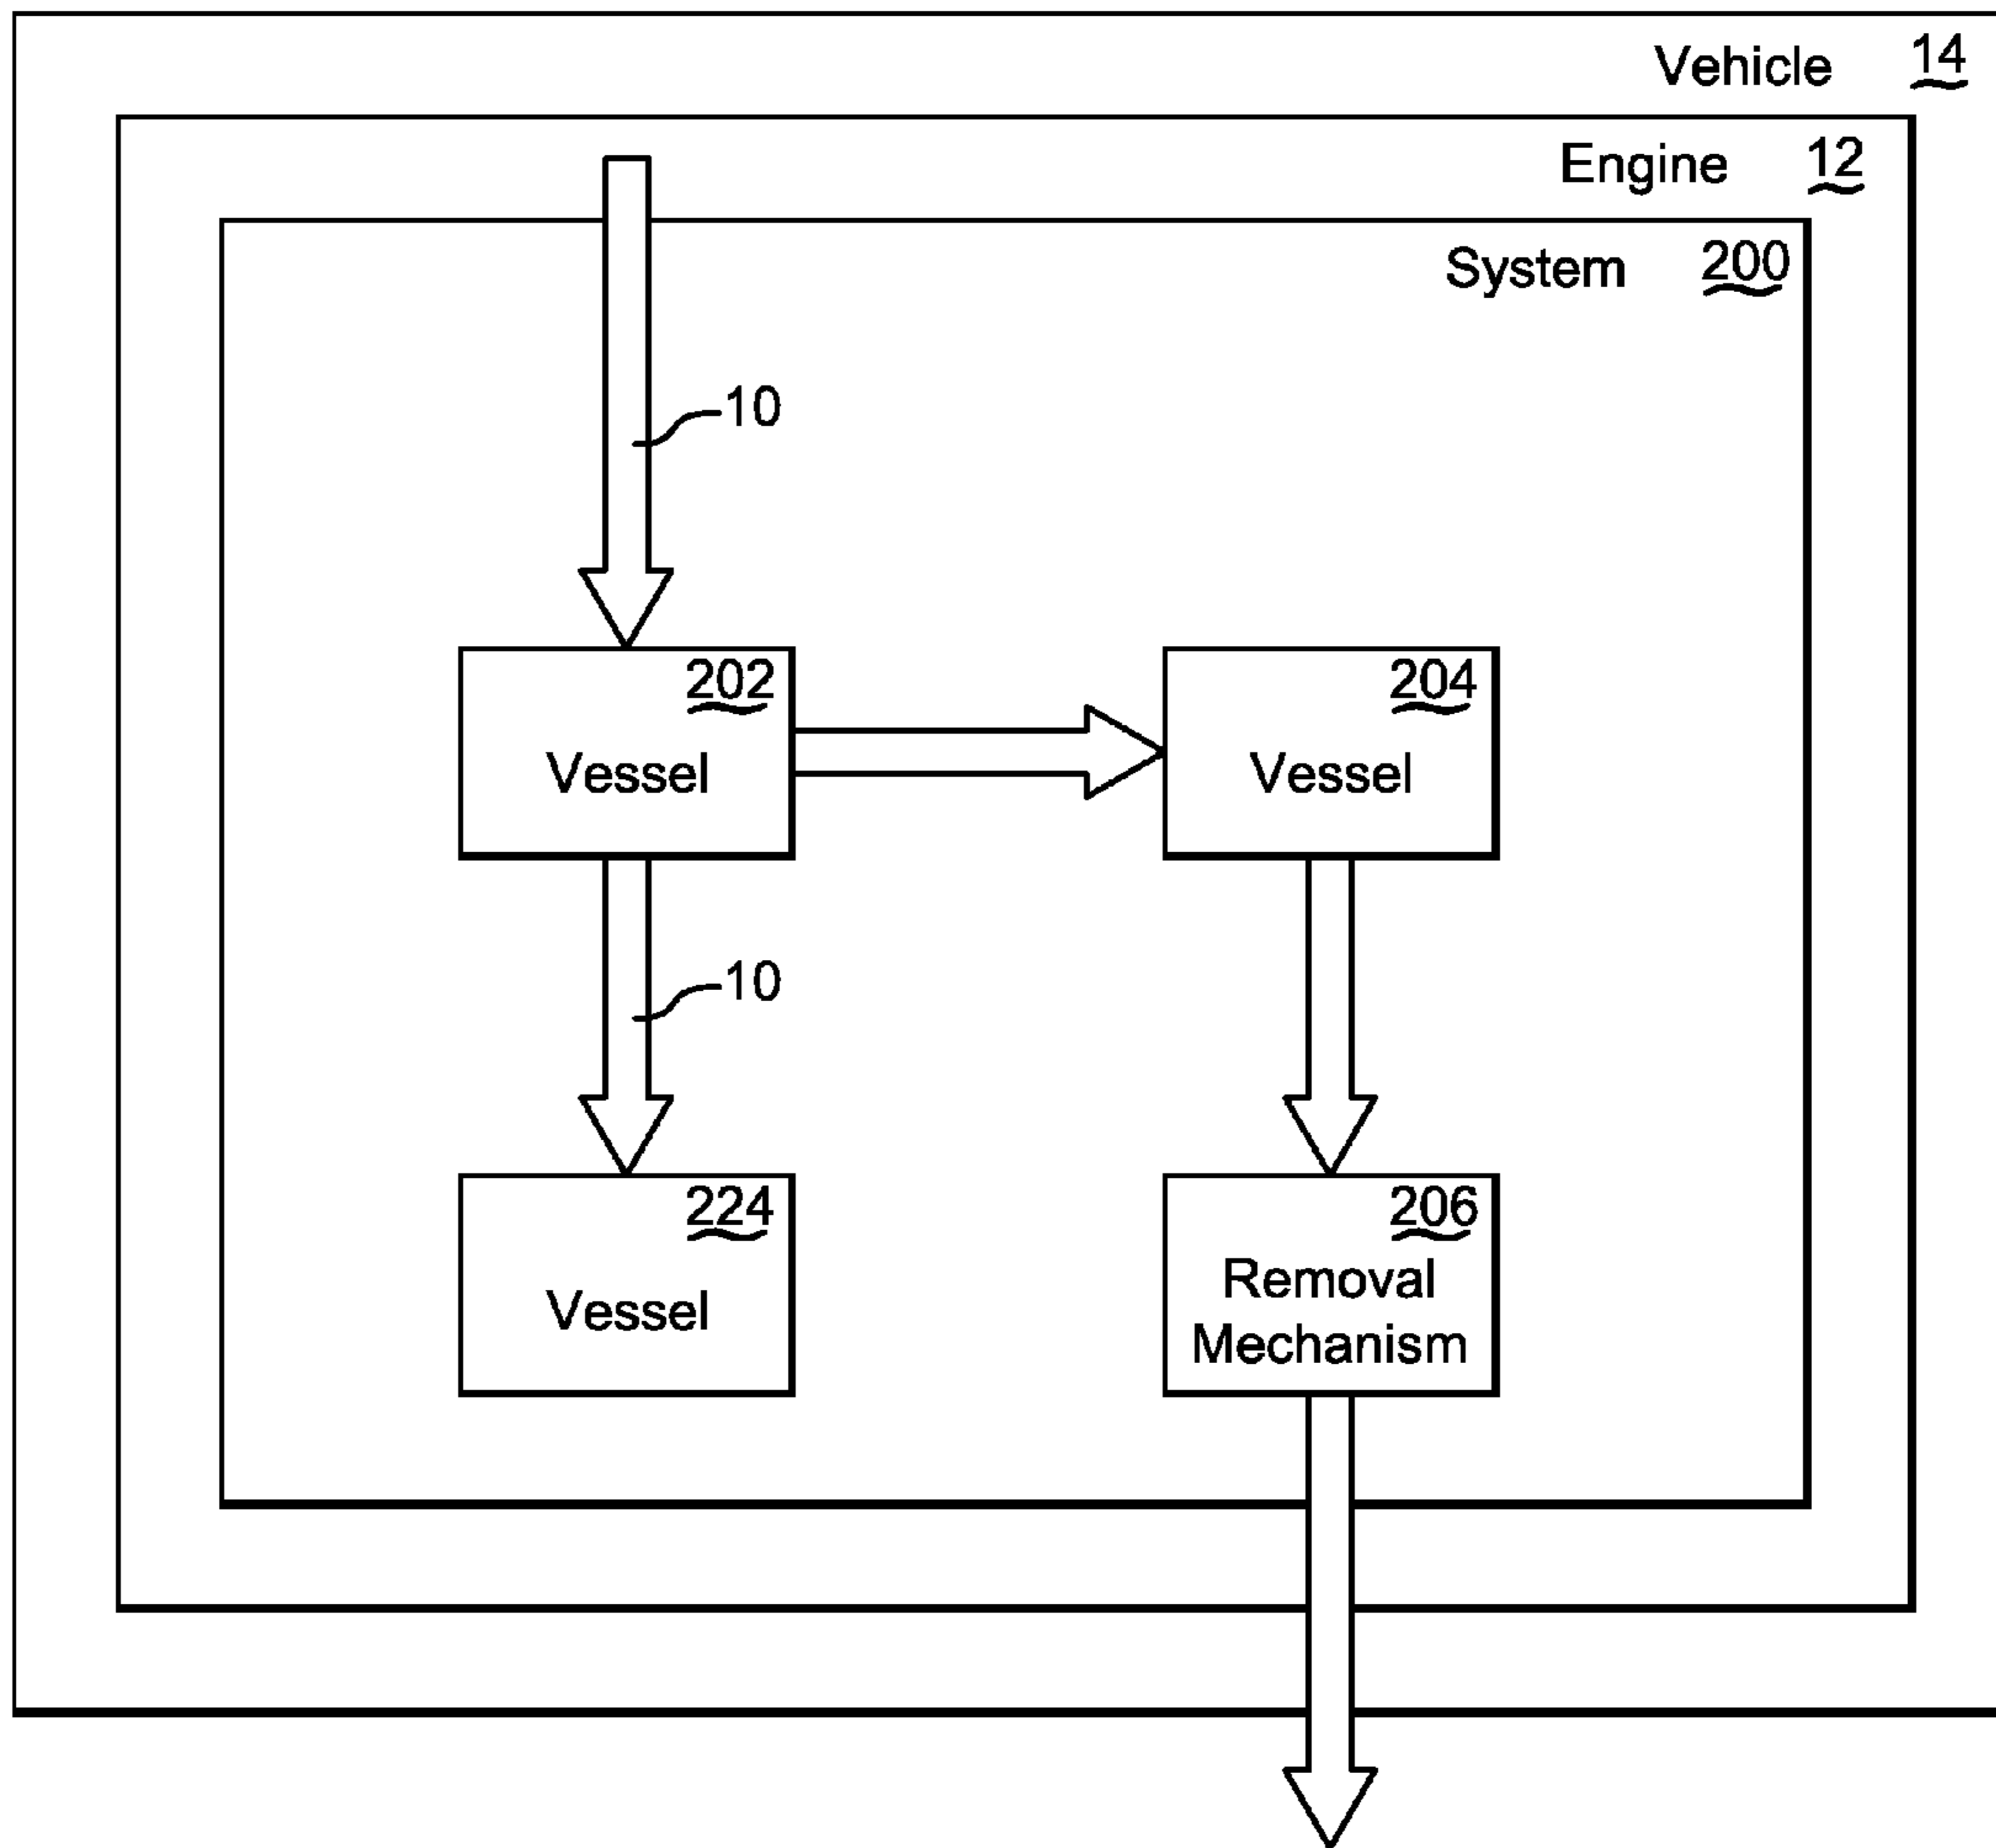 Vehicle 14
Engine 12
System 200
10
202
Vessel
204
Vessel
10
224
Vessel
206
Removal
Mechanism